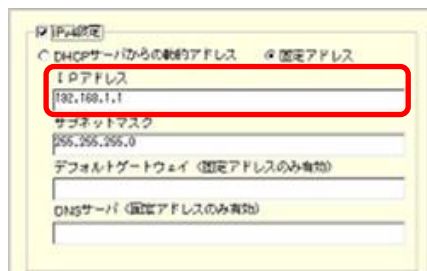 IPv4設定
DHCPサーバからの動的アドレス 固定アドレス
IPアドレス
192.168.1.1
サブネットマスク
255.255.255.0
デフォルトゲートウェイ（固定アドレスのみ有効）
DNSサーバ（固定アドレスのみ有効）